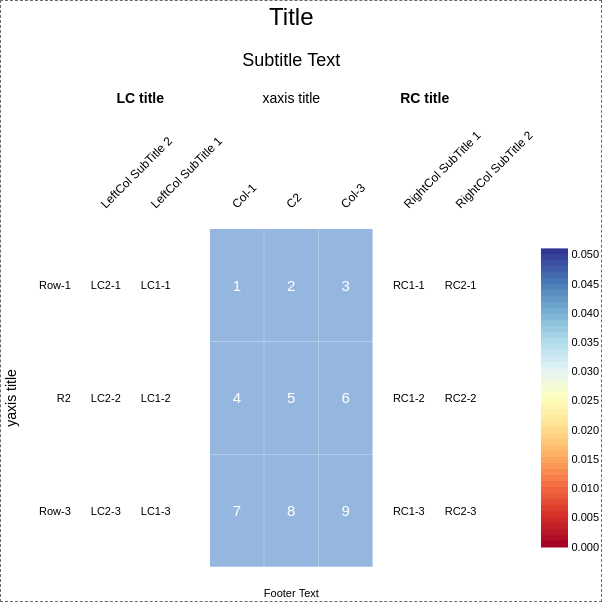 Title
Subtitle Text
LC title xaxis title RC title
LeftCol SubTitle 2 LeftCol SubTitle 1 Col-1 C2 Col-3 RightCol SubTitle 1 RightCol SubTitle 2
Row-1 LC2-1 LC1-1 1 2 3 RC1-1 RC2-1
R2 LC2-2 LC1-2 4 5 6 RC1-2 RC2-2
Row-3 LC2-3 LC1-3 7 8 9 RC1-3 RC2-3
yaxis title
0.050
0.045
0.040
0.035
0.030
0.025
0.020
0.015
0.010
0.005
0.000
Footer Text